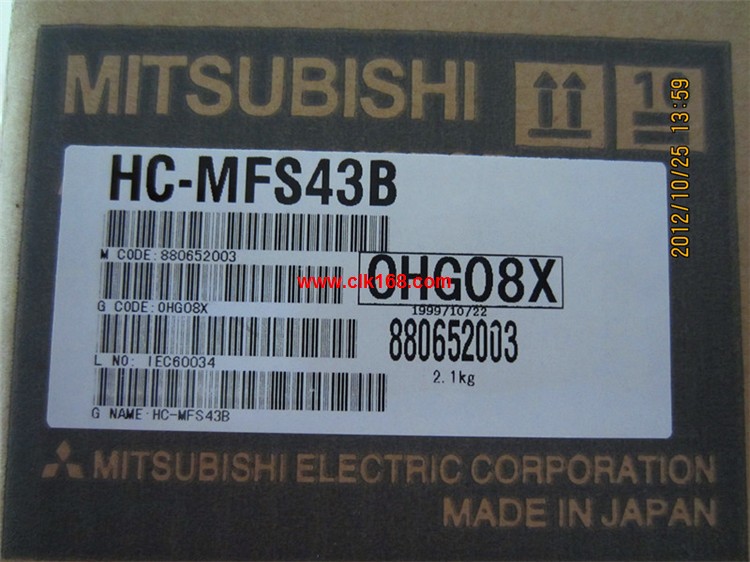 MITSUBISHI
10
2012/10/25 13:59
HC-MFS43B
M CODE:880652003
G CODE:0HG08X
L NO: IEC60034
G NAME:HC-MFS43B
0HG08X
1999/10/22
880652003
2.1kg
www.clk168.com
MITSUBISHI ELECTRIC CORPORATION
MADE IN JAPAN